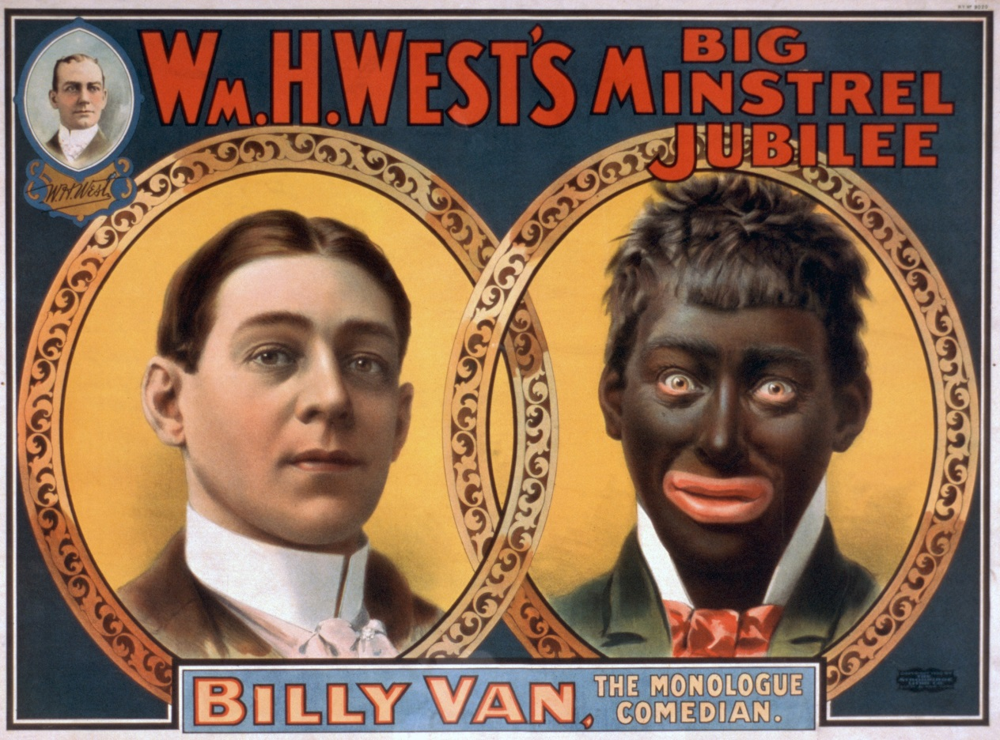 WM. H. WEST'S
BIG
MINSTREL
JUBILEE
W.H. West
BILLY VAN,
THE MONOLOGUE
COMEDIAN.